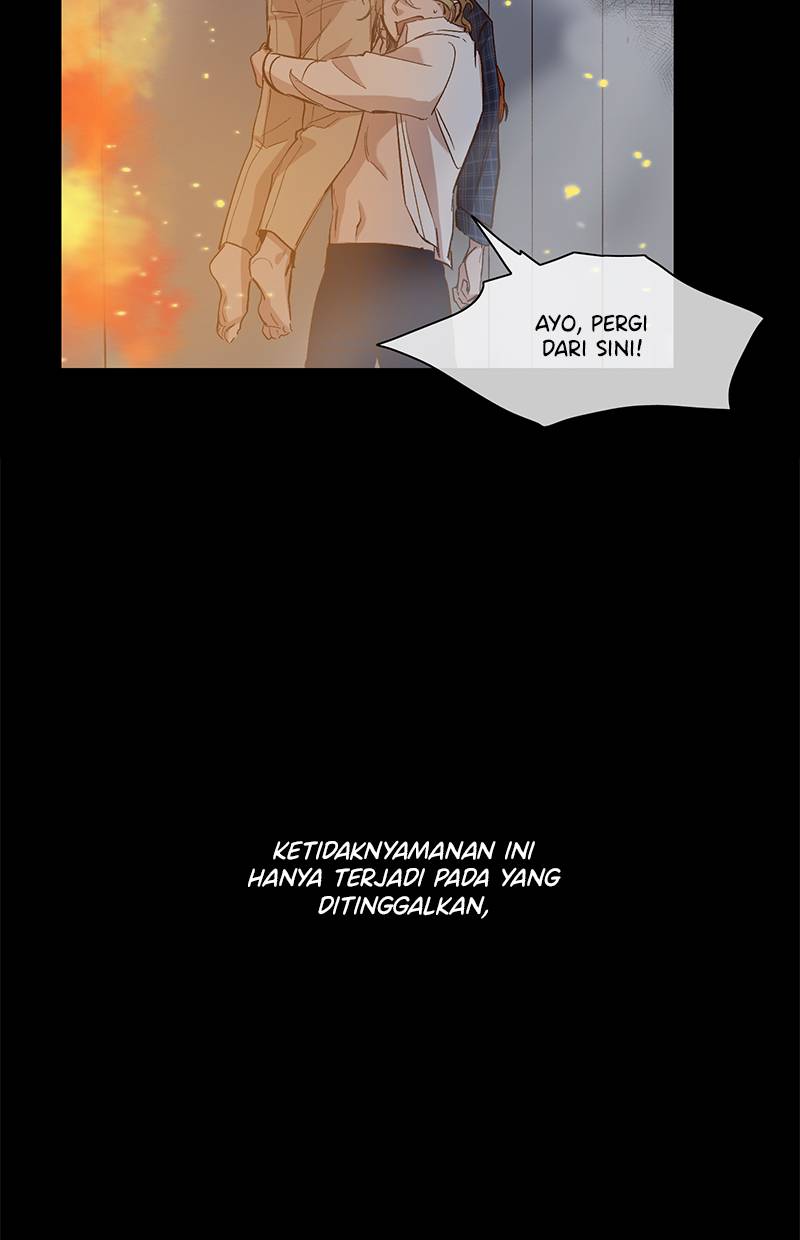 AYO, PERGI
DARI SINI!
KETIDAKNYAMANAN INI
HANYA TERJADI PADA YANG
DITINGGALKAN,